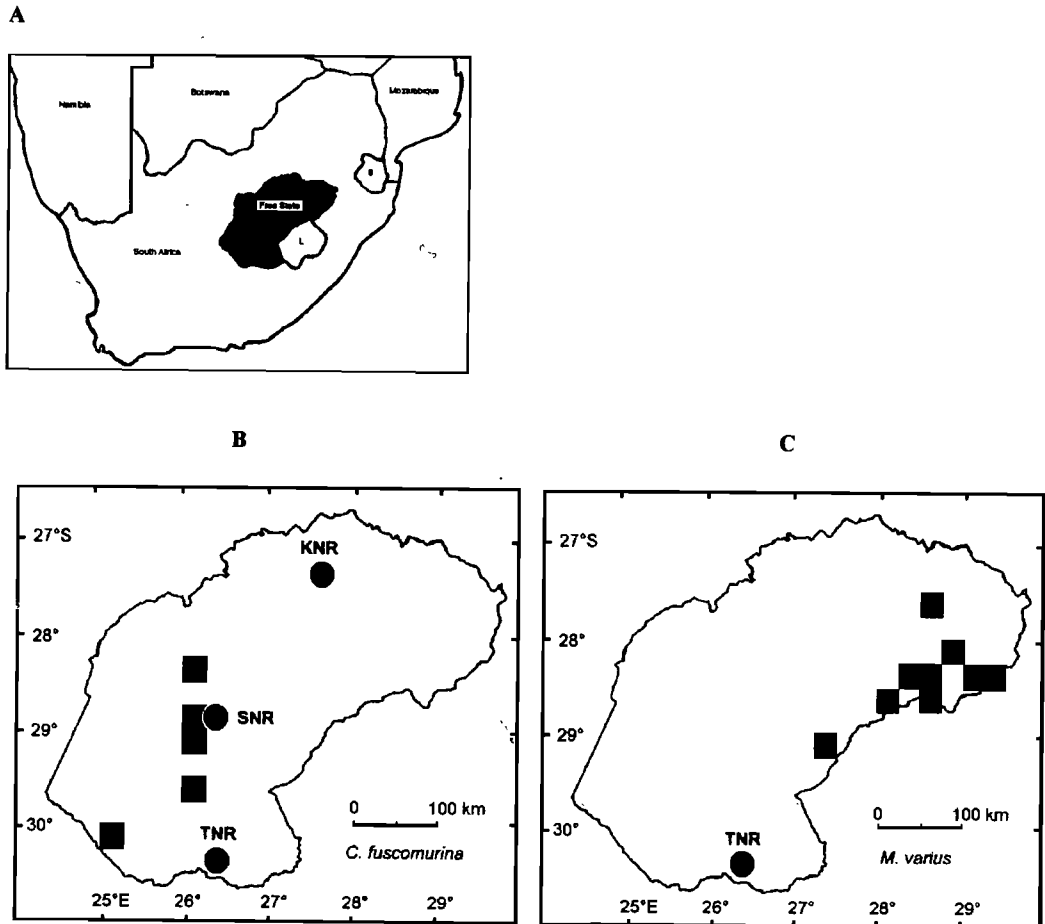 A
Namibia
Botswana
Mozambique
Free State
S
L
South Africa
B
C
27°S
KNR
28°
SNR
29°
30°
TNR
0 100 km
C. fuscomurina
25°E 26° 27° 28° 29°
27°S
28°
29°
30°
TNR
0 100 km
M. varius
25°E 26° 27° 28° 29°